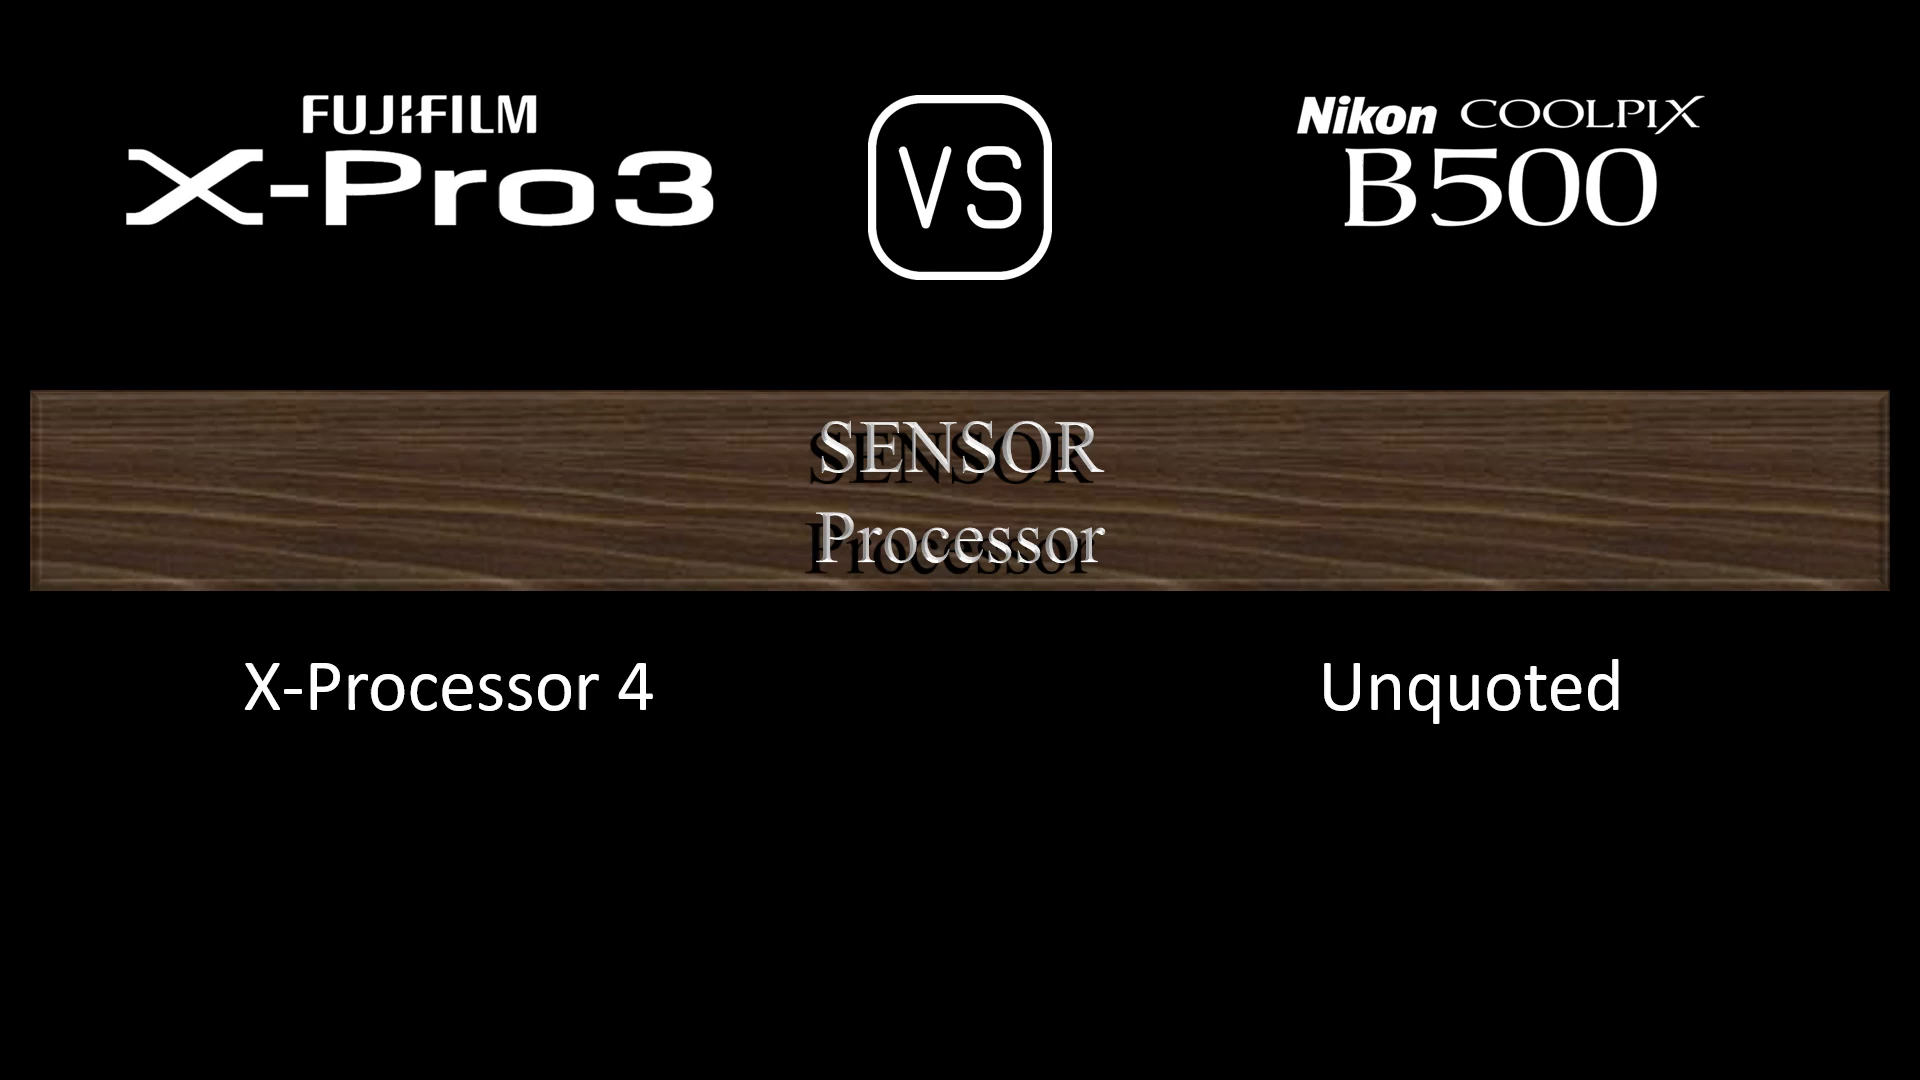 FUJIFILM
X-Pro3
VS
Nikon COOLPIX
B500
SENSOR
Processor
X-Processor 4
Unquoted